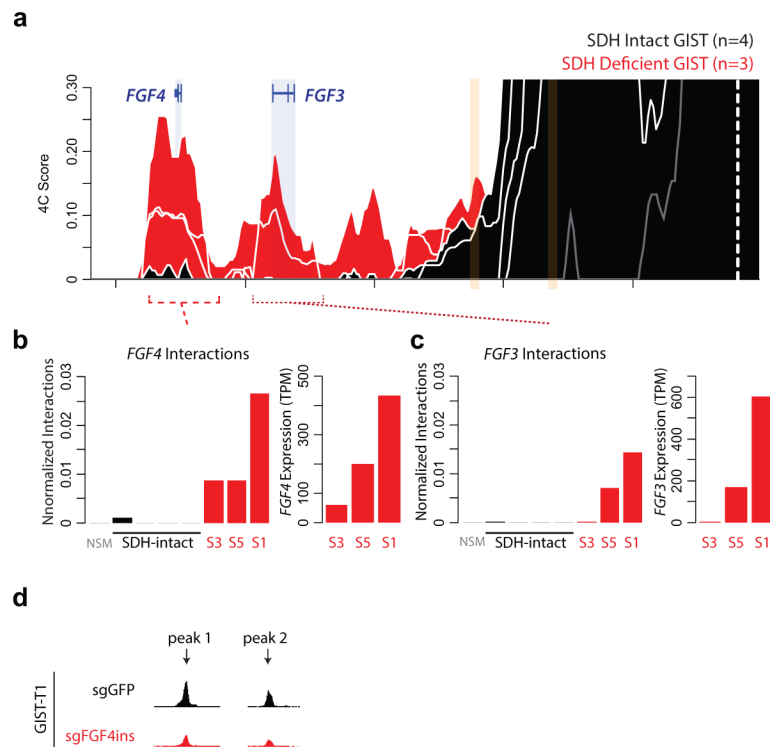 a
SDH Intact GIST (n=4)
SDH Deficient GIST (n=3)
4C Score
0.30
0.20
0.10
0
FGF4
FGF3
b
FGF4 Interactions
Nnormalized Interactions
0.03
0.02
0.01
0
NSM
SDH-intact
S3 S5 S1
FGF4 Expression (TPM)
500
300
100
0
S3 S5 S1
c
FGF3 Interactions
Normalized Interactions
0.03
0.02
0.01
0
NSM
SDH-intact
S3 S5 S1
FGF3 Expression (TPM)
600
400
200
0
S3 S5 S1
d
peak 1
peak 2
GIST-T1
sgGFP
sgFGF4ins